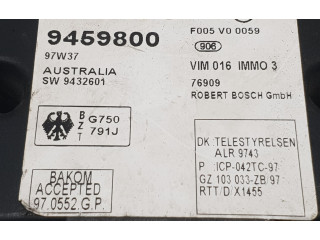 9459800
97W37
AUSTRALIA
SW 9432601
F005 V0 0059
906
VIM 016 IMMO 3
76909
ROBERT BOSCH GmbH
BZT
G750
791J
DK TELESTYRELSEN
ALR 9743
P ICP-042TC-97
GZ 103 033-ZB/97
RTT/D/X1455
BAKOM
ACCEPTED
97.0552.G.P.